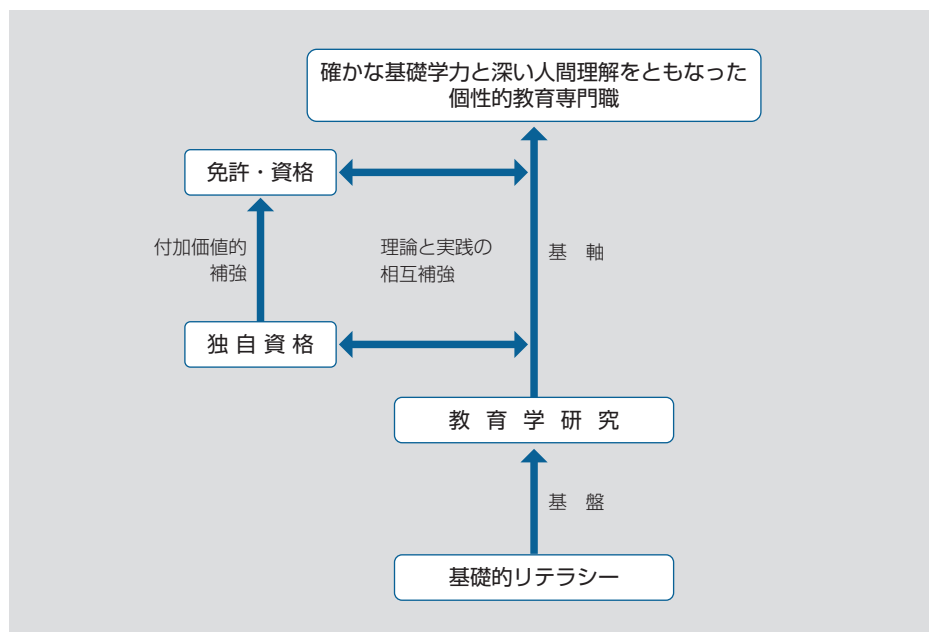 確かな基礎学力と深い人間理解をともなった
個性的教育専門職
免許・資格
付加価値的
補強
理論と実践の
相互補強
基 軸
独 自 資 格
教 育 学 研 究
基 盤
基礎的リテラシー